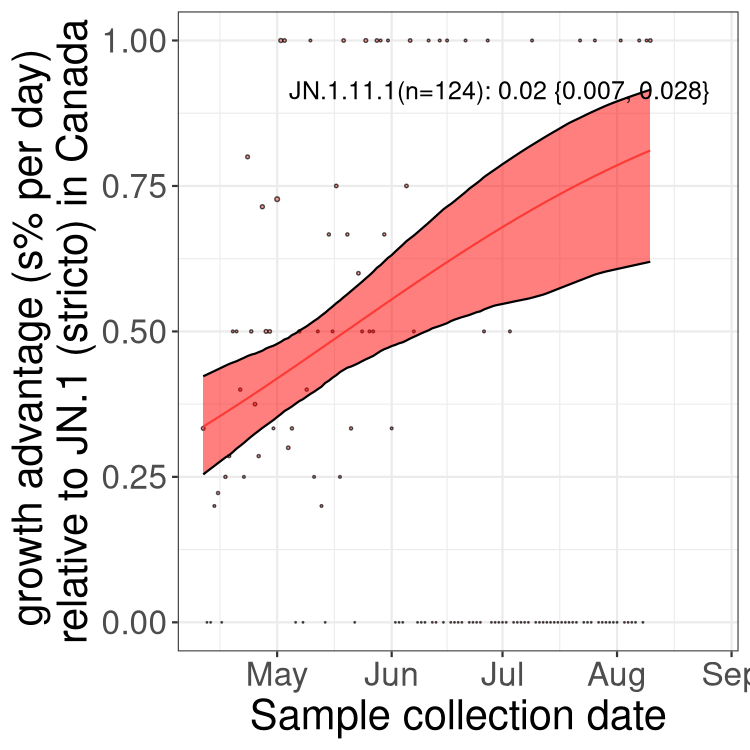 growth advantage (s% per day)
relative to JN.1 (stricto) in Canada
1.00
0.75
0.50
0.25
0.00
JN.1.11.1(n=124): 0.02 {0.007, 0.028}
May Jun Jul Aug Sep
Sample collection date